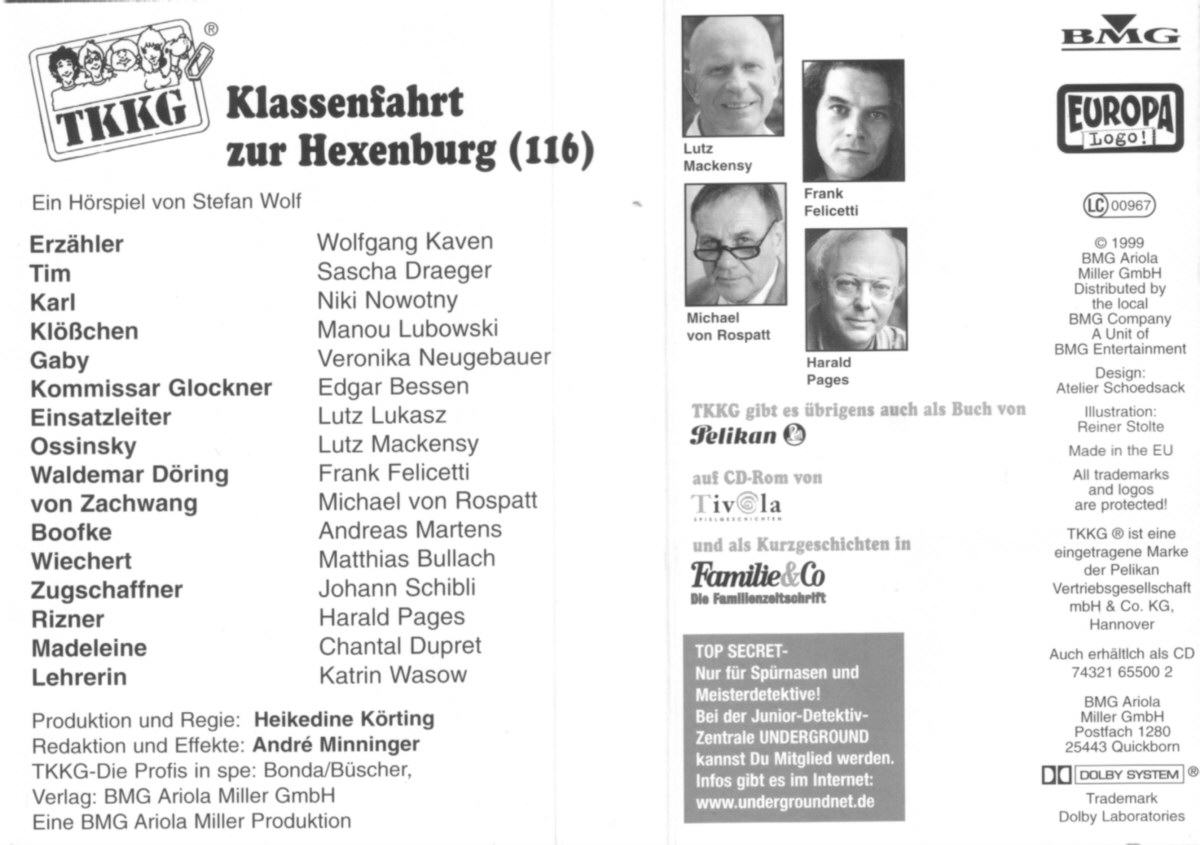 TKKG
®
Klassenfahrt
zur Hexenburg (116)
Ein Hörspiel von Stefan Wolf
Erzähler Wolfgang Kaven
Tim Sascha Draeger
Karl Niki Nowotny
Klößchen Manou Lubowski
Gaby Veronika Neugebauer
Kommissar Glockner Edgar Bessen
Einsatzleiter Lutz Lukasz
Ossinsky Lutz Mackensy
Waldemar Döring Frank Felicetti
von Zachwang Michael von Rospatt
Boofke Andreas Martens
Wiechert Matthias Bullach
Zugschaffner Johann Schibli
Rizner Harald Pages
Madeleine Chantal Dupret
Lehrerin Katrin Wasow
Produktion und Regie: Heikedine Körting
Redaktion und Effekte: André Minninger
TKKG-Die Profis in spe: Bonda/Büscher,
Verlag: BMG Ariola Miller GmbH
Eine BMG Ariola Miller Produktion
Lutz
Mackensy
Frank
Felicetti
Michael
von Rospatt
Harald
Pages
TKKG gibt es übrigens auch als Buch von
Pelikan
auf CD-Rom von
Tivola
SPIELGESCHICHTEN
und als Kurzgeschichten in
Familie&Co
Die Familienzeitschrift
TOP SECRET-
Nur für Spürnasen und
Meisterdetektive!
Bei der Junior-Detektiv-
Zentrale UNDERGROUND
kannst Du Mitglied werden.
Infos gibt es im Internet:
www.undergroundnet.de
BMG
EUROPA
Logo!
LC 00967
© 1999
BMG Ariola
Miller GmbH
Distributed by
the local
BMG Company
A Unit of
BMG Entertainment
Design:
Atelier Schoedsack
Illustration:
Reiner Stolte
Made in the EU
All trademarks
and logos
are protected!
TKKG ® ist eine
eingetragene Marke
der Pelikan
Vertriebsgesellschaft
mbH & Co. KG,
Hannover
Auch erhältlch als CD
74321 65500 2
BMG Ariola
Miller GmbH
Postfach 1280
25443 Quickborn
DOLBY SYSTEM ®
Trademark
Dolby Laboratories